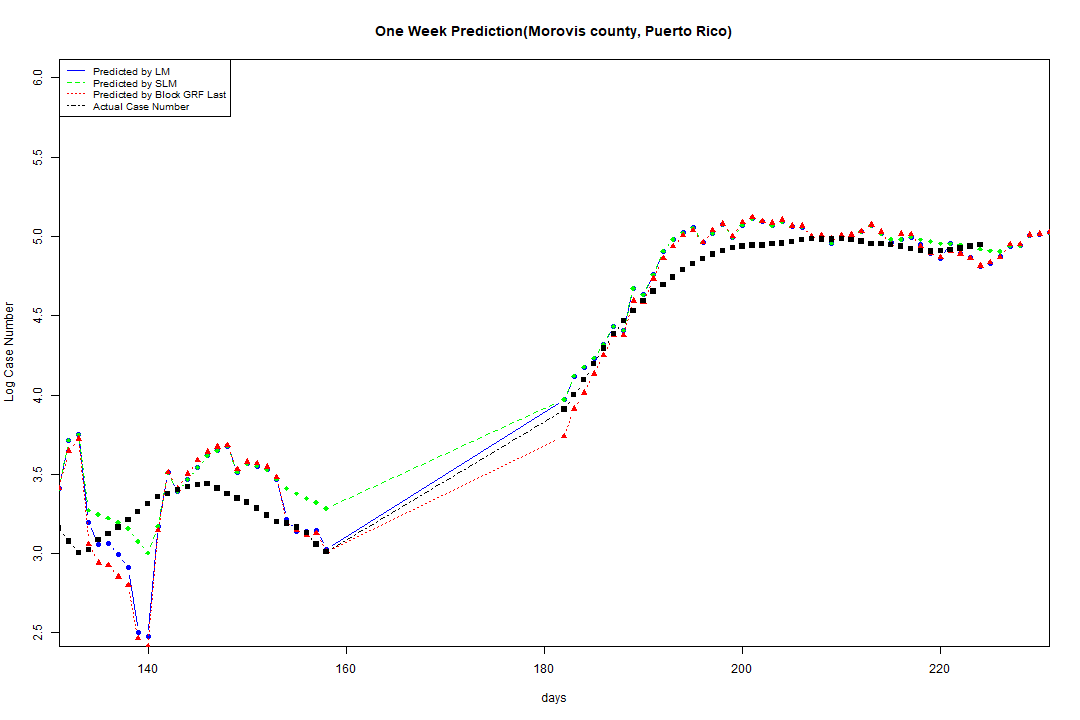 One Week Prediction(Morovis county, Puerto Rico)
Predicted by LM
Predicted by SLM
Predicted by Block GRF Last
Actual Case Number
6.0
5.5
5.0
4.5
4.0
3.5
3.0
2.5
Log Case Number
140 160 180 200 220
days